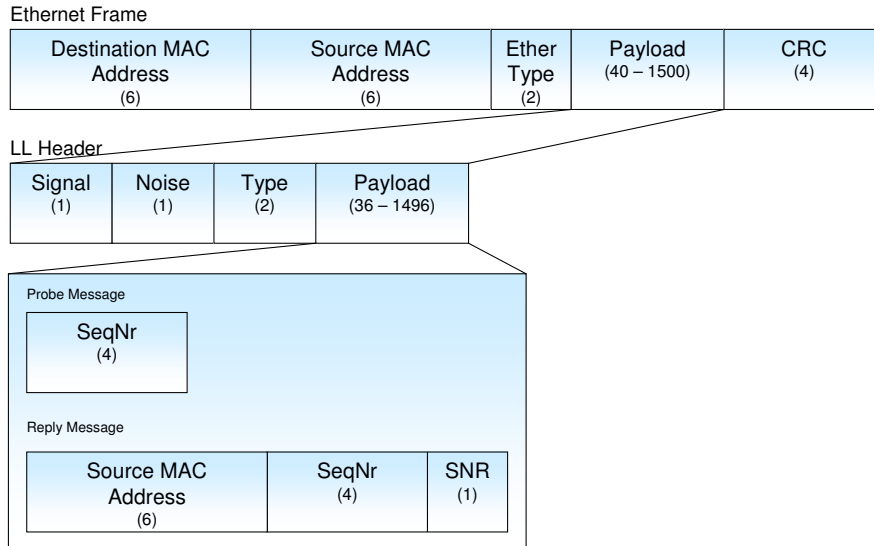 Ethernet Frame
Destination MAC Source MAC Ether Payload CRC
Address Address Type (40 – 1500) (4)
(6) (6) (2)
LL Header
Signal Noise Type Payload
(1) (1) (2) (36 – 1496)
Probe Message
SeqNr
(4)
Reply Message
Source MAC SeqNr SNR
Address (4) (1)
(6)